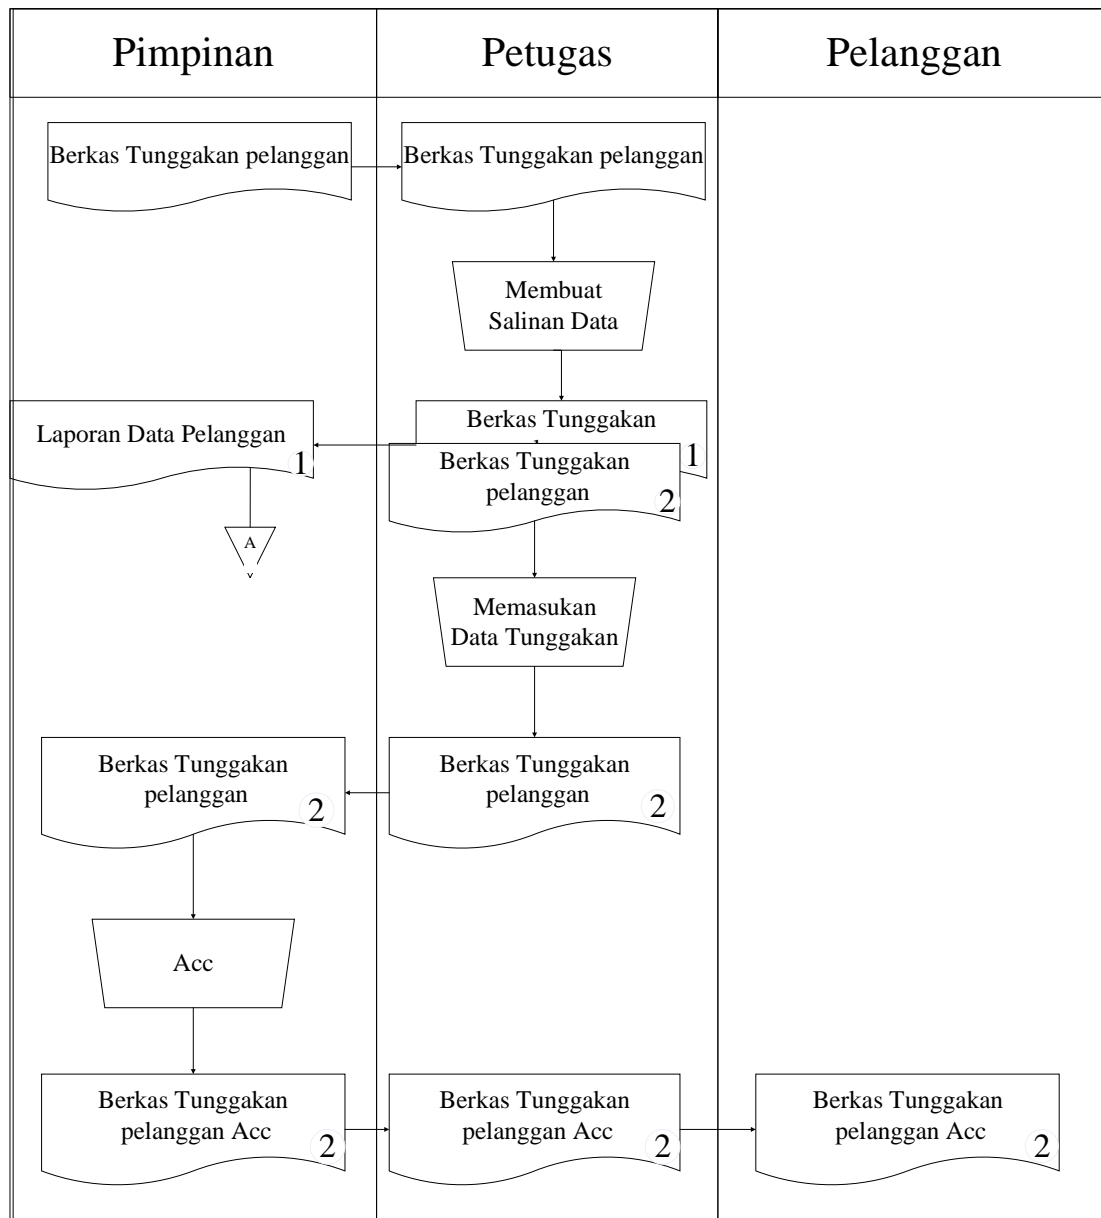 Pimpinan
Petugas
Pelanggan
Berkas Tunggakan pelanggan
Berkas Tunggakan pelanggan
Membuat
Salinan Data
Laporan Data Pelanggan
1
Berkas Tunggakan
1
Berkas Tunggakan
pelanggan
2
A
Memasukan
Data Tunggakan
Berkas Tunggakan
pelanggan
2
Berkas Tunggakan
pelanggan
2
Acc
Berkas Tunggakan
pelanggan Acc
2
Berkas Tunggakan
pelanggan Acc
2
Berkas Tunggakan
pelanggan Acc
2